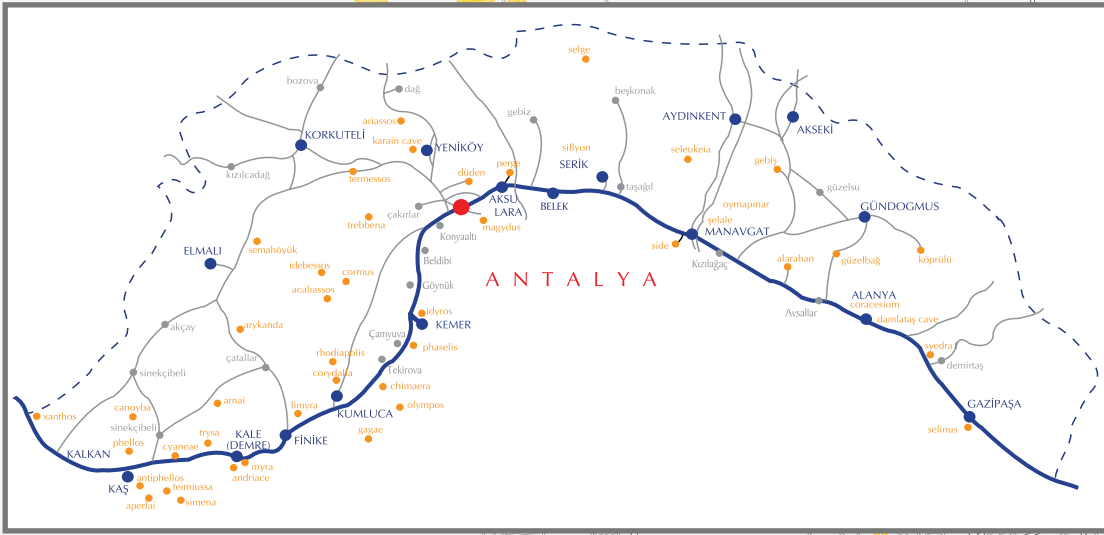 selge
bozova
dağ
beşkonak
gebiz
ariassos
AYDINKENT
AKSEKİ
KORKUTELİ
karain cave
YENİKÖY
sillyon
seleukeia
SERİK
perge
gebiş
kızılcadağ
termessos
düden
taşağıl
güzelsu
AKSU
LARA
BELEK
oymapınar
GÜNDOGMUS
çakırlar
trebbena
magydus
şelale
MANAVGAT
Konyaaltı
side
semahöyük
ELMALI
Beldibi
Kızılağaç
alarahan
güzelbağ
köprülü
idebessos
cormus
ANTALYA
acalıassos
Göynük
ALANYA
coracesium
Avsallar
damlataş cave
idyros
KEMER
akçay
arykanda
Çamyuva
phaselis
svedra
demirtaş
rhodiapolis
çatallar
Tekirova
corydalla
sinekçibeli
chimaera
arnai
olympos
GAZİPAŞA
xanthos
canoyba
limyra
KUMLUCA
sinekçibeli
selinus
trysa
KALE
(DEMRE)
FİNİKE
gagae
phellos
cyaneae
KALKAN
myra
andriace
antiphellos
KAŞ
teimiussa
aperlai
simena